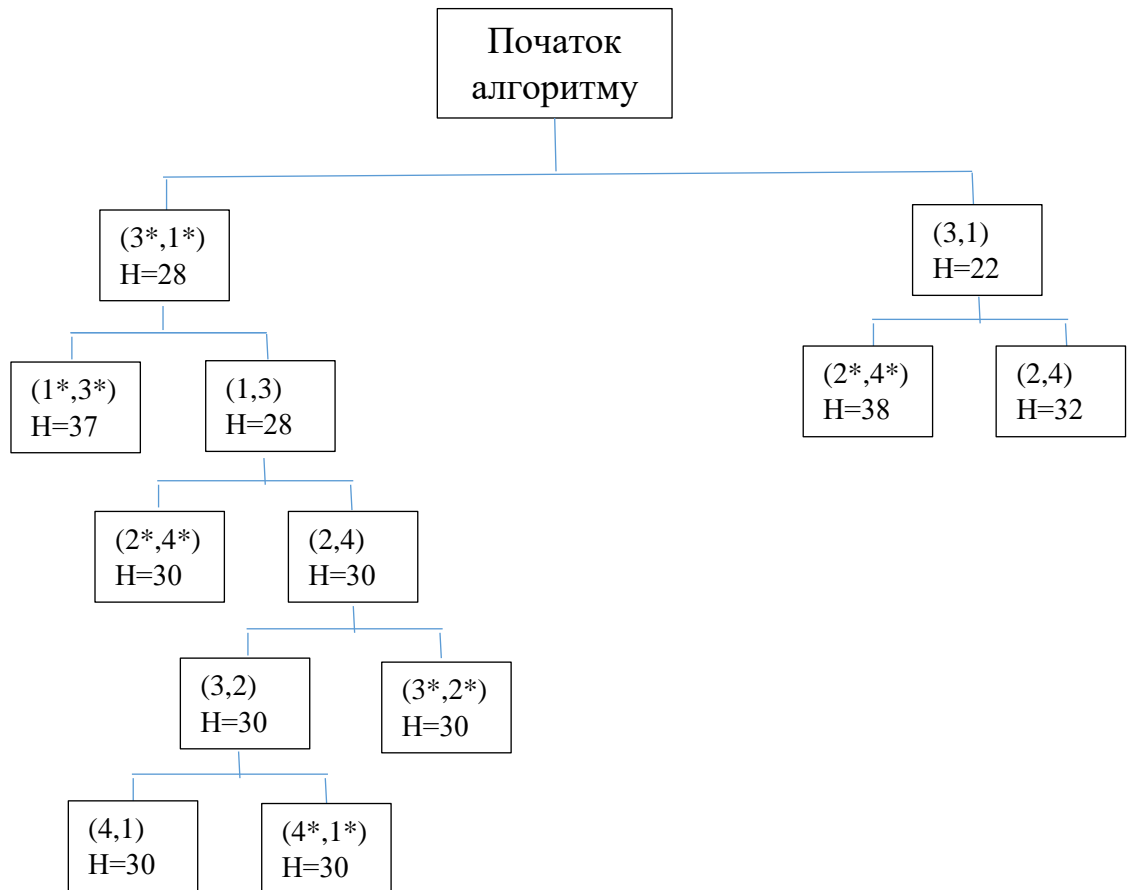 Початок
алгоритму
(3*,1*)
H=28
(3,1)
H=22
(1*,3*)
H=37
(1,3)
H=28
(2*,4*)
H=38
(2,4)
H=32
(2*,4*)
H=30
(2,4)
H=30
(3,2)
H=30
(3*,2*)
H=30
(4,1)
H=30
(4*,1*)
H=30